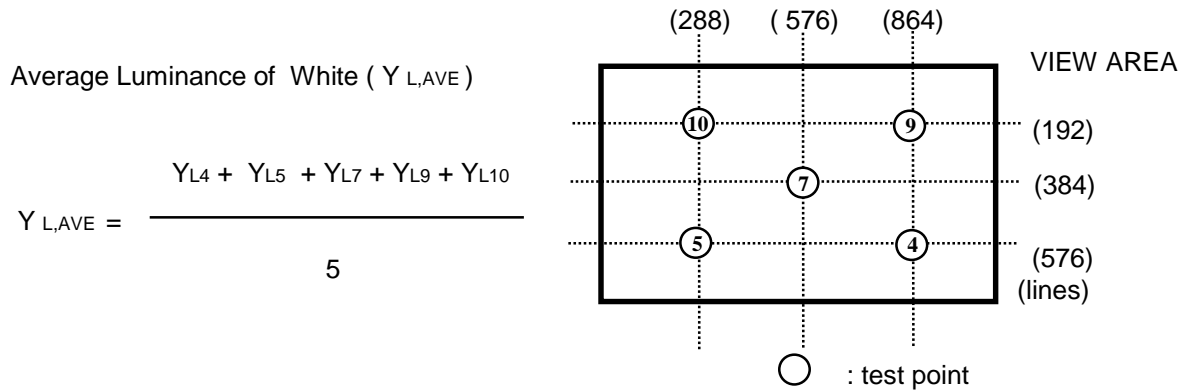 (288) ( 576) (864)
Average Luminance of White ( Y L,AVE )
VIEW AREA
10 9 (192)
YL4 + YL5 + YL7 + YL9 + YL10
7 (384)
Y L,AVE =
5 4 (576)
5
(lines)
: test point